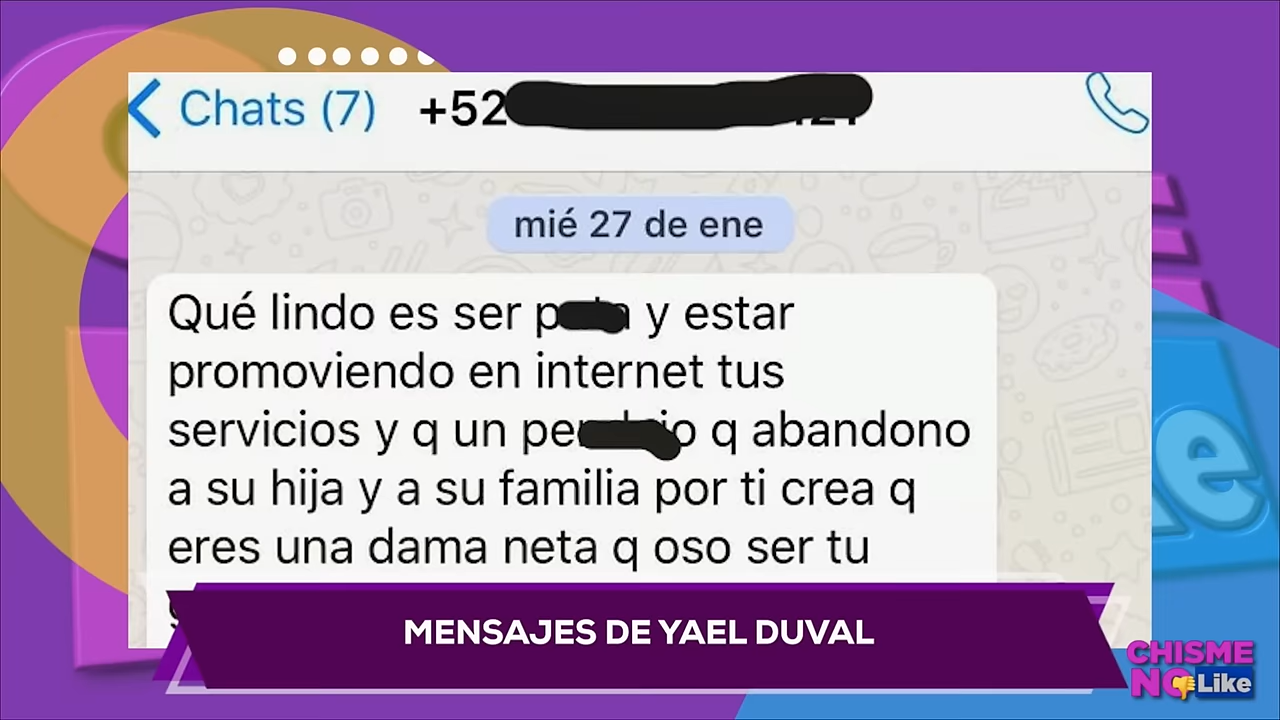 Chats (7) +52
mié 27 de ene
Qué lindo es ser y estar
promoviendo en internet tus
servicios y q un q abandono
a su hija y a su familia por ti crea q
eres una dama neta q oso ser tu
MENSAJES DE YAEL DUVAL
CHISME
NO Like